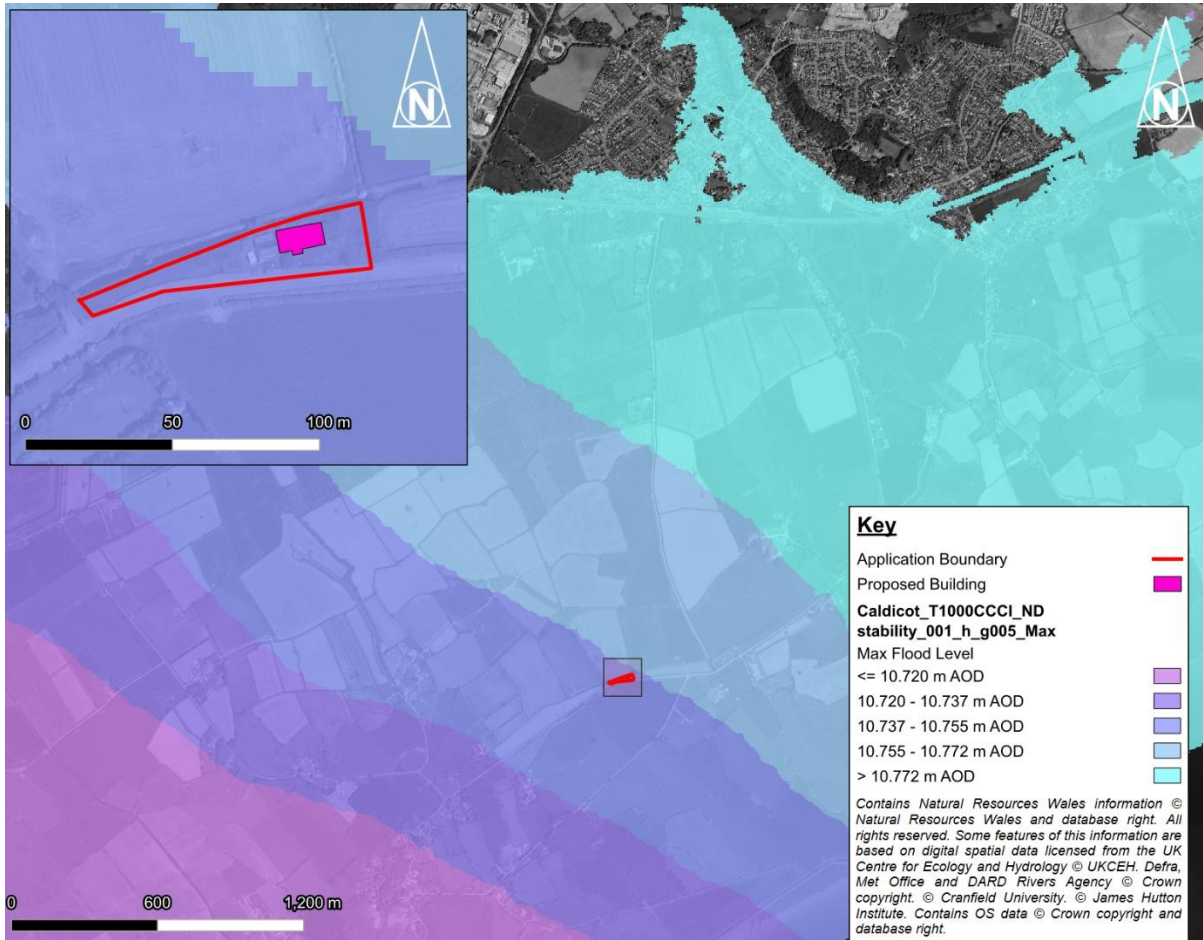 N
0 50 100 m
N
0 600 1,200 m
Key
Application Boundary
Proposed Building
Caldicot_T1000CCCI_ND
stability_001_h_g005_Max
Max Flood Level
<= 10.720 m AOD
10.720 - 10.737 m AOD
10.737 - 10.755 m AOD
10.755 - 10.772 m AOD
> 10.772 m AOD
Contains Natural Resources Wales information ©
Natural Resources Wales and database right. All
rights reserved. Some features of this information are
based on digital spatial data licensed from the UK
Centre for Ecology and Hydrology © UKCEH. Defra,
Met Office and DARD Rivers Agency © Crown
copyright. © Cranfield University. © James Hutton
Institute. Contains OS data © Crown copyright and
database right.